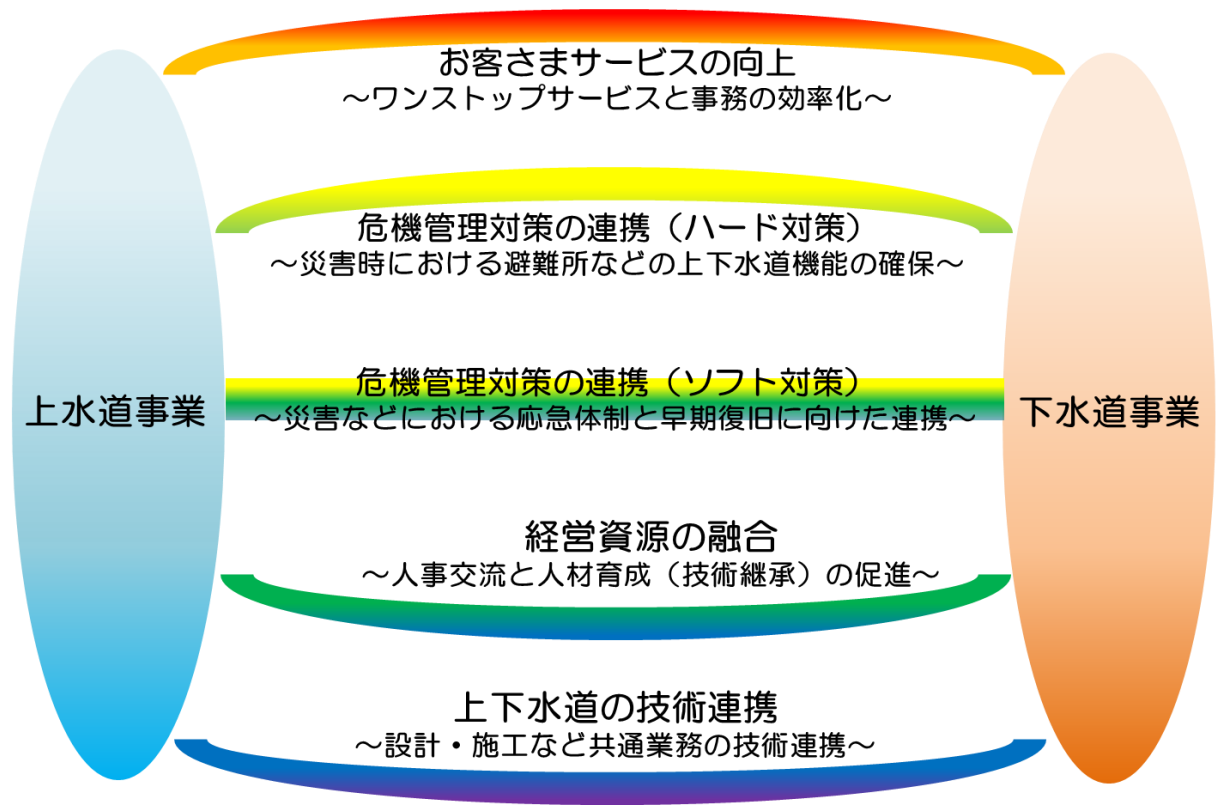 お客さまサービスの向上
～ワンストップサービスと事務の効率化～
危機管理対策の連携（ハード対策）
～災害時における避難所などの上下水道機能の確保～
危機管理対策の連携（ソフト対策）
～災害などにおける応急体制と早期復旧に向けた連携～
上水道事業
下水道事業
経営資源の融合
～人事交流と人材育成（技術継承）の促進～
上下水道の技術連携
～設計・施工など共通業務の技術連携～